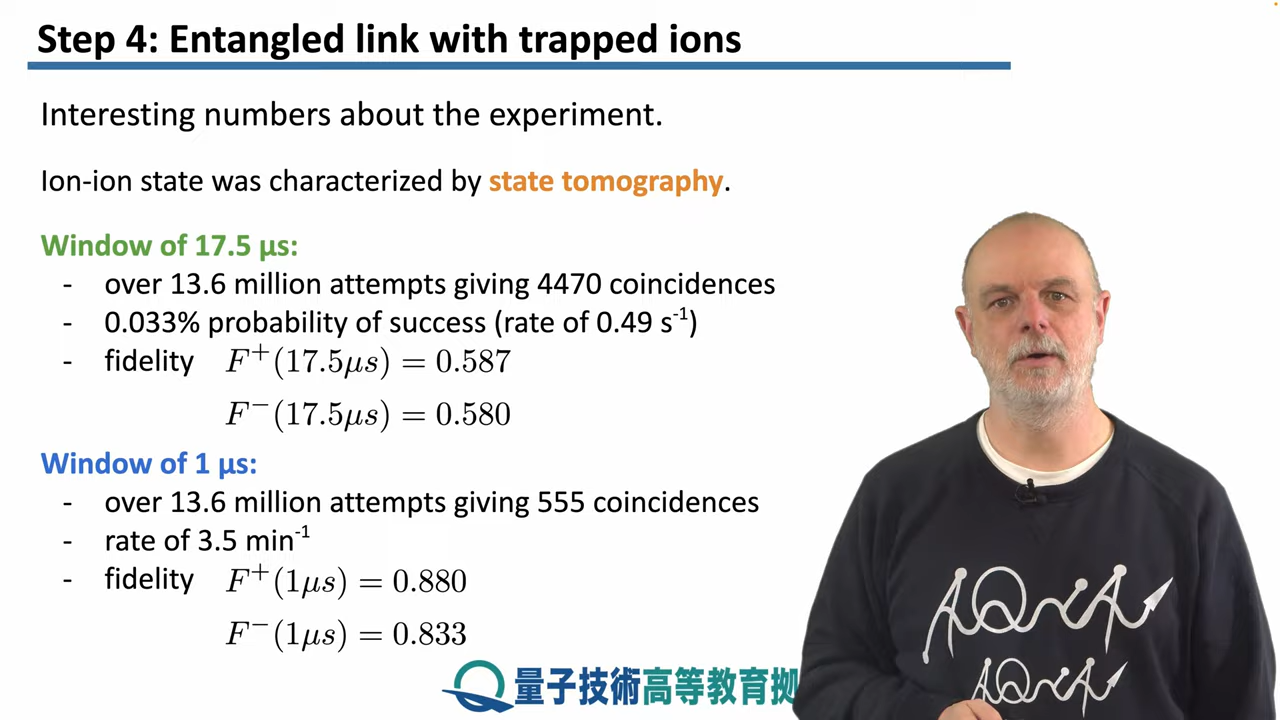 Step 4: Entangled link with trapped ions
Interesting numbers about the experiment.
Ion-ion state was characterized by state tomography.
Window of 17.5 μs:
- over 13.6 million attempts giving 4470 coincidences
- 0.033% probability of success (rate of 0.49 s⁻¹)
- fidelity F⁺(17.5μs) = 0.587
F⁻(17.5μs) = 0.580
Window of 1 μs:
- over 13.6 million attempts giving 555 coincidences
- rate of 3.5 min⁻¹
- fidelity F⁺(1μs) = 0.880
F⁻(1μs) = 0.833
量子技術高等教育拠